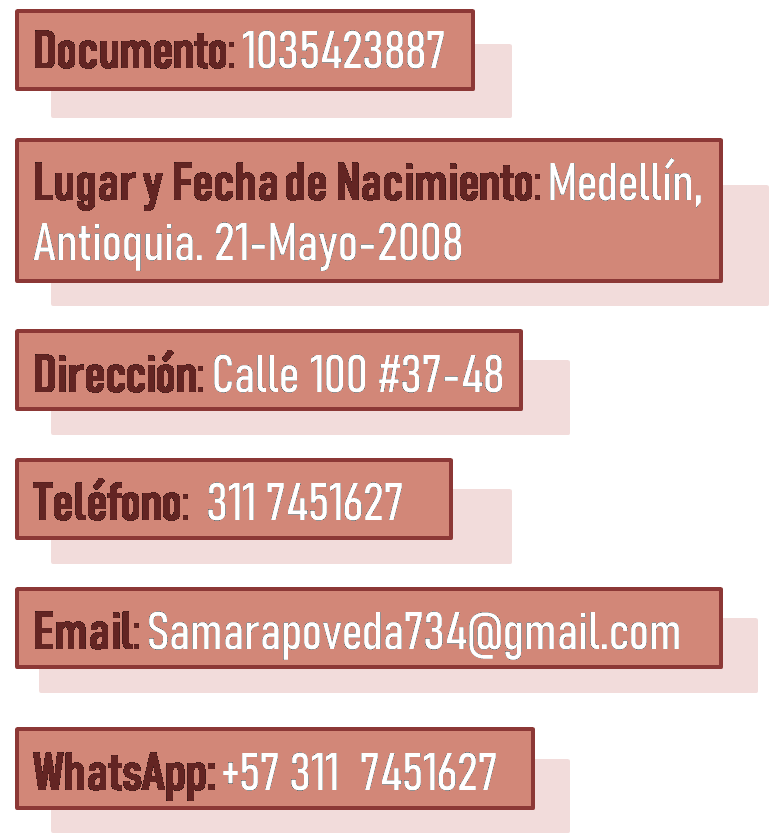 Documento: 1035423887
Lugar y Fecha de Nacimiento: Medellín,
Antioquia. 21-Mayo-2008
Dirección: Calle 100 #37-48
Teléfono: 311 7451627
Email: Samarapoveda734@gmail.com
WhatsApp: +57 311 7451627